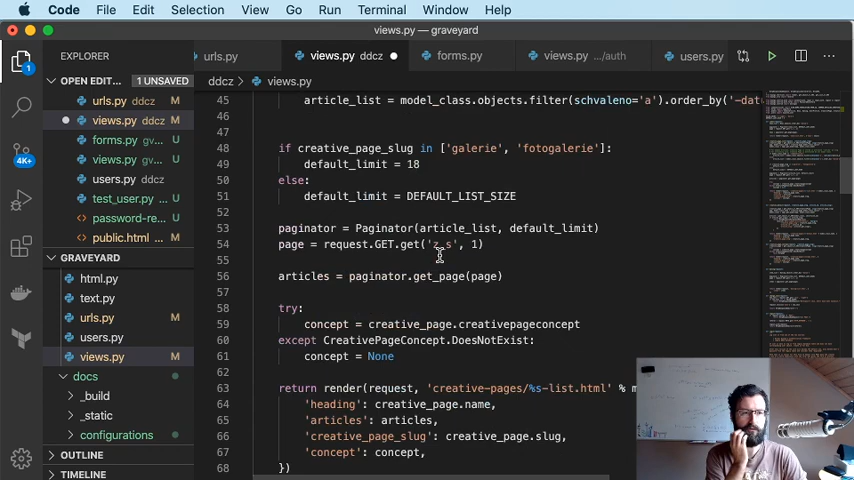 Code File Edit Selection View Go Run Terminal Window Help
views.py — graveyard
EXPLORER
urls.py
views.py ddcz
forms.py
views.py .../auth
users.py
ddcz > views.py
OPEN EDIT... 1 UNSAVED
urls.py M
views.py M
forms.py gv... U
views.py gv... U
users.py
test_user.py M
password-re... U
public.html ... M
GRAVEYARD
html.py
text.py
urls.py M
users.py
views.py M
docs
_build
_static
configurations
OUTLINE
TIMELINE
1
4K+
45 article_list = model_class.objects.filter(schvaleno='a').order_by('-dat
46
47
48 if creative_page_slug in ['galerie', 'fotogalerie']:
49 default_limit = 18
50 else:
51 default_limit = DEFAULT_LIST_SIZE
52
53 paginator = Paginator(article_list, default_limit)
54 page = request.GET.get('z_s', 1)
55
56 articles = paginator.get_page(page)
57
58 try:
59 concept = creative_page.creativepageconcept
60 except CreativePageConcept.DoesNotExist:
61 concept = None
62
63 return render(request, 'creative-pages/%s-list.html' % m
64 'heading': creative_page.name,
65 'articles': articles,
66 'creative_page_slug': creative_page.slug,
67 'concept': concept,
68 })